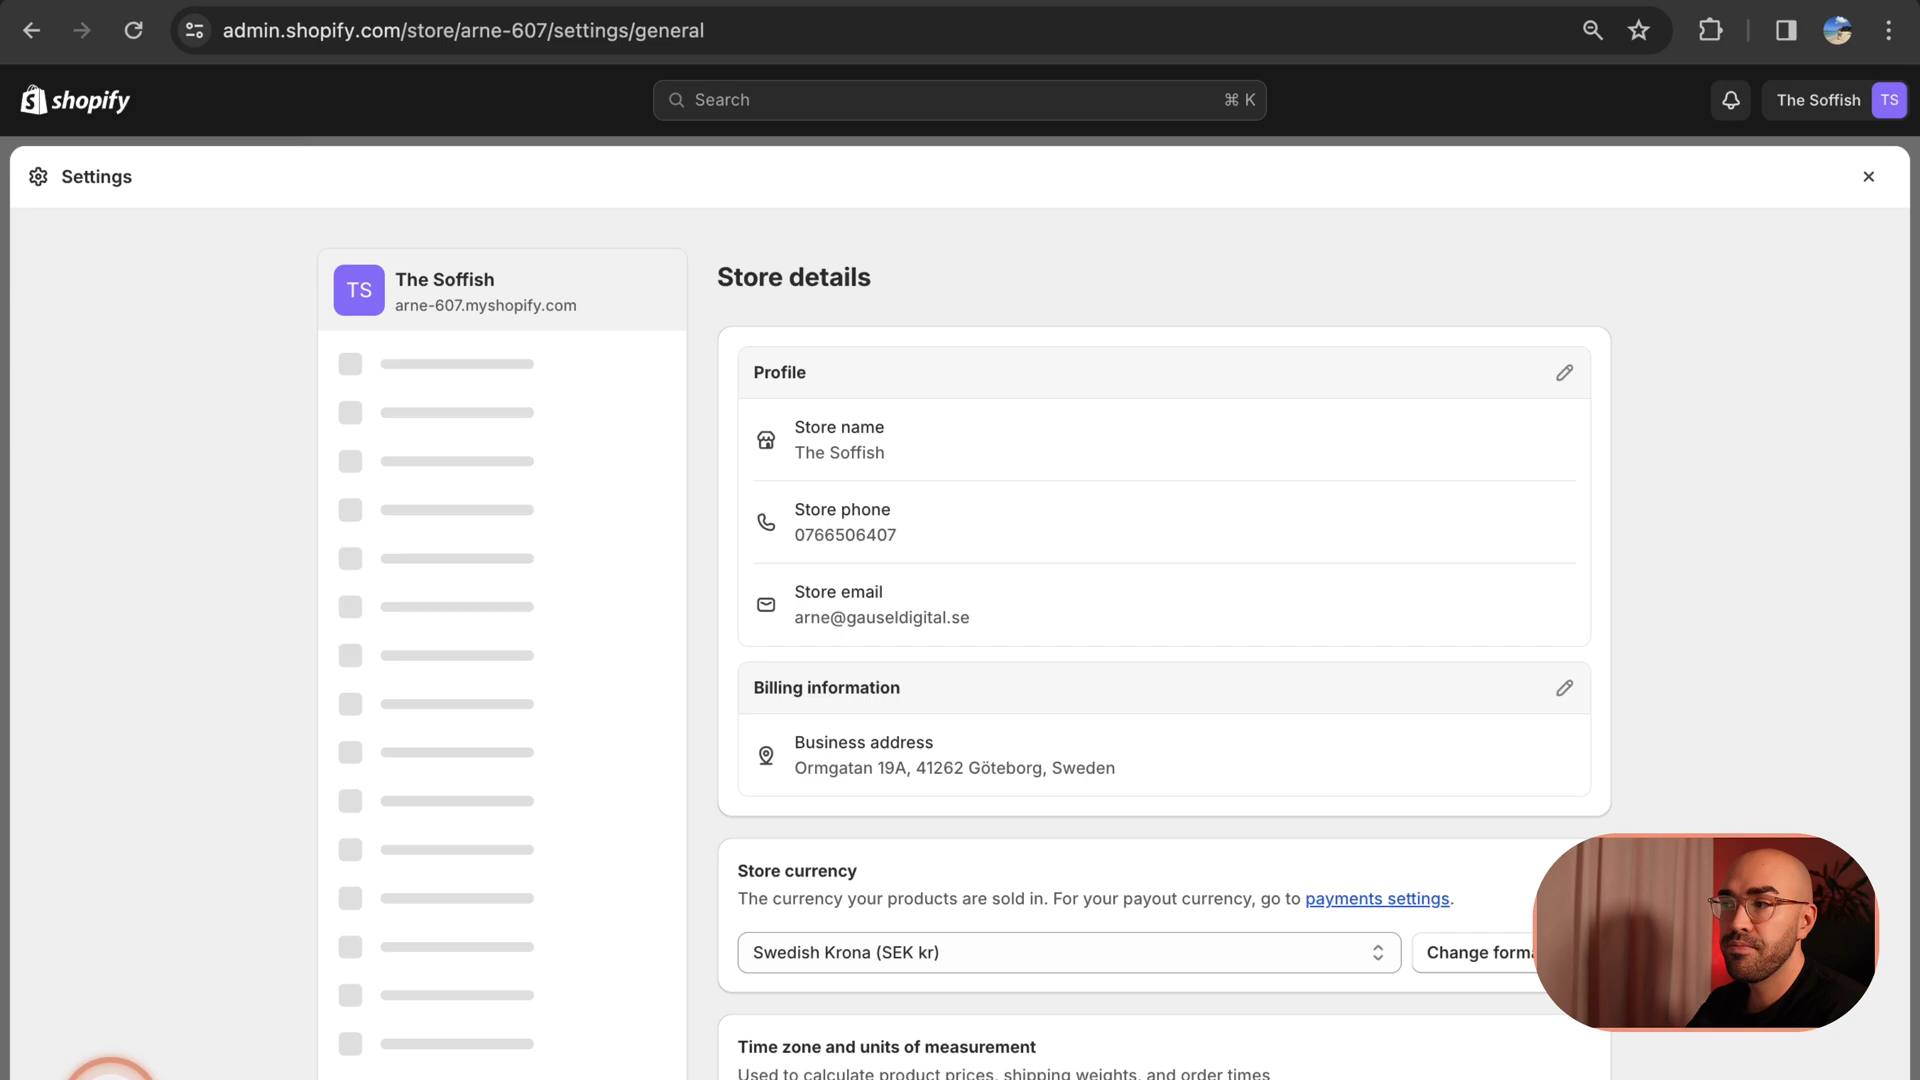 admin.shopify.com/store/arne-607/settings/general
shopify
Search
⌘ K
The Soffish
TS
Settings
TS
The Soffish
arne-607.myshopify.com
Store details
Profile
Store name
The Soffish
Store phone
0766506407
Store email
arne@gauseldigital.se
Billing information
Business address
Ormgatan 19A, 41262 Göteborg, Sweden
Store currency
The currency your products are sold in. For your payout currency, go to payments settings.
Swedish Krona (SEK kr)
Change forma
Time zone and units of measurement
Used to calculate product prices, shipping weights, and order times